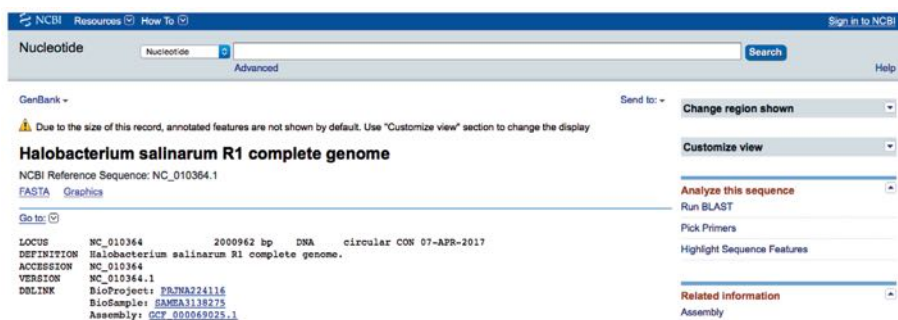 NCBI Resources How To Sign in to NCBI
Nucleotide Nucleotide Search
Advanced Help
GenBank Send to:
Due to the size of this record, annotated features are not shown by default. Use "Customize view" section to change the display
Halobacterium salinarum R1 complete genome
NCBI Reference Sequence: NC_010364.1
FASTA Graphics
Go to:
LOCUS NC_010364 2000962 bp DNA circular CON 07-APR-2017
DEFINITION Halobacterium salinarum R1 complete genome.
ACCESSION NC_010364
VERSION NC_010364.1
DBLINK BioProject: PRJNA224116
BioSample: SAMEA3138275
Assembly: GCF_000069025.1
Change region shown
Customize view
Analyze this sequence
Run BLAST
Pick Primers
Highlight Sequence Features
Related information
Assembly